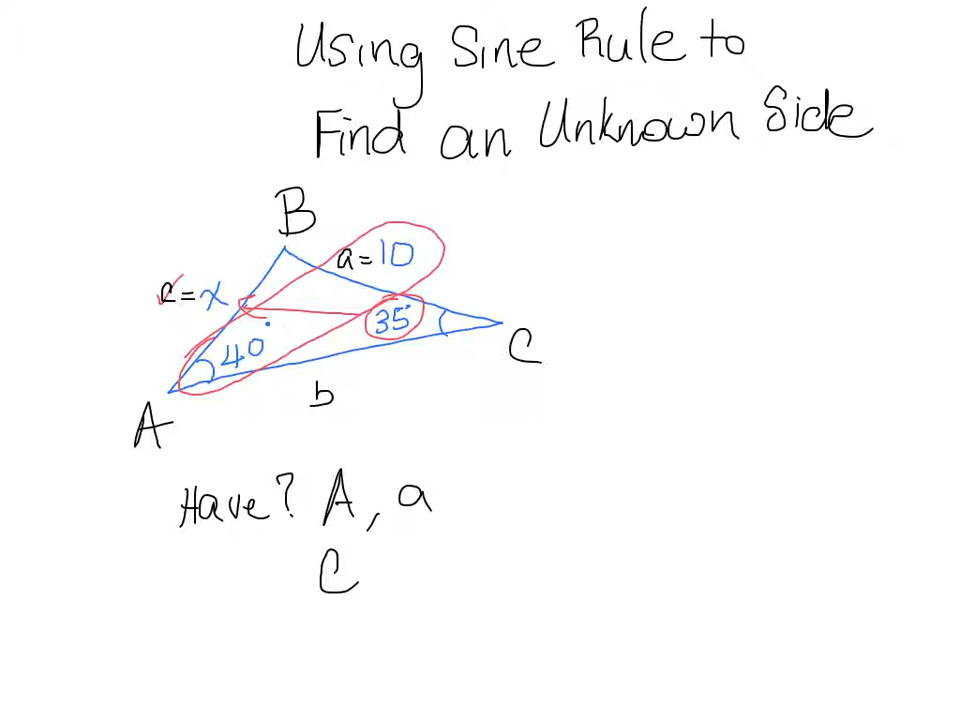 Using Sine Rule to
Find an Unknown Side
B
a = 10
c = x
35°
40°
C
b
A
Have? A, a
C